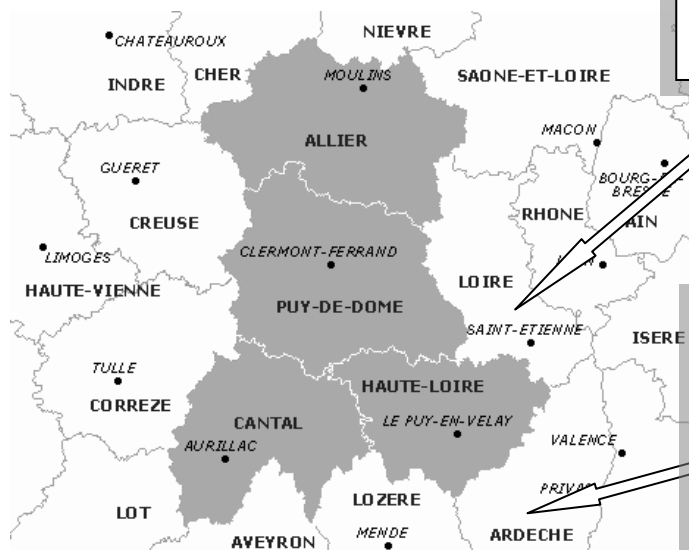 NIEVRE
CHATEAUROUX
CHER
MOULINS
SAONE-ET-LOIRE
INDRE
MACON
ALLIER
GUERET
BOURG-
BRESSE
RHONE
AIN
CREUSE
CLERMONT-FERRAND
LIMOGES
LOIRE
HAUTE-VIENNE
PUY-DE-DOME
SAINT-ETIENNE
ISERE
TULLE
HAUTE-LOIRE
CORREZE
CANTAL
LE PUY-EN-VELAY
AURILLAC
VALENCE
LOZERE
LOT
ARDECHE
MENDE
AVEYRON